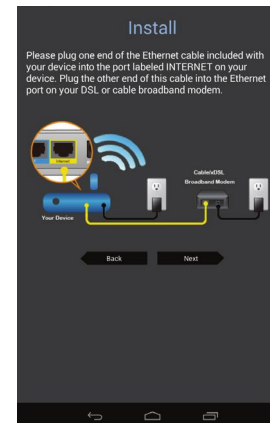 Install
Please plug one end of the Ethernet cable included with
your device into the port labeled INTERNET on your
device. Plug the other end of this cable into the Ethernet
port on your DSL or cable broadband modem.
Internet
Cable/xDSL
Broadband Modem
Your Device
Back
Next